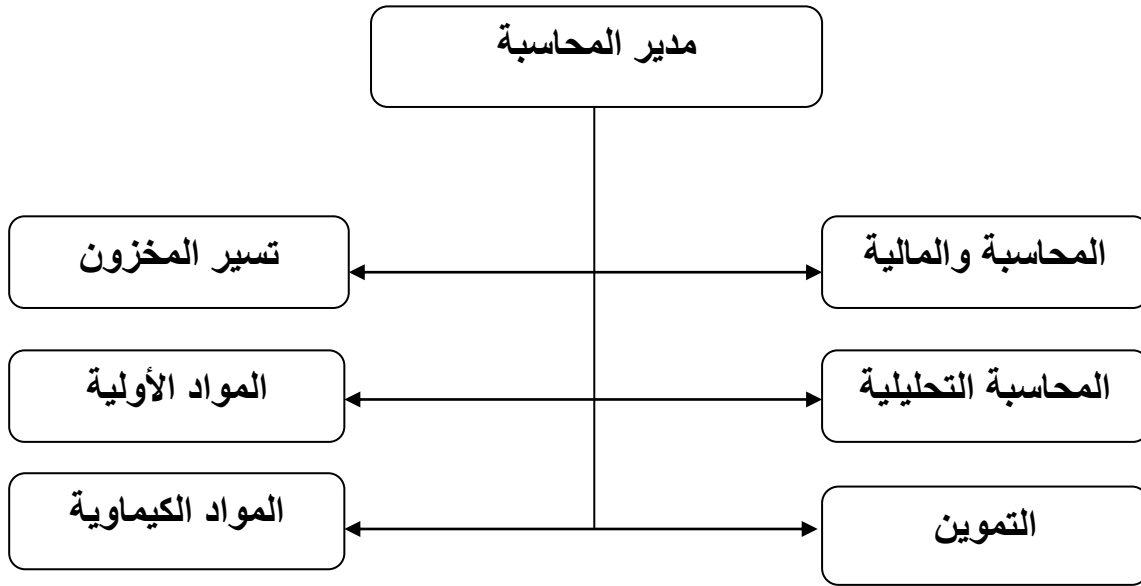 مدير المحاسبة
المحاسبة والمالية
تسير المخزون
المحاسبة التحليلية
المواد الأولية
التموين
المواد الكيماوية